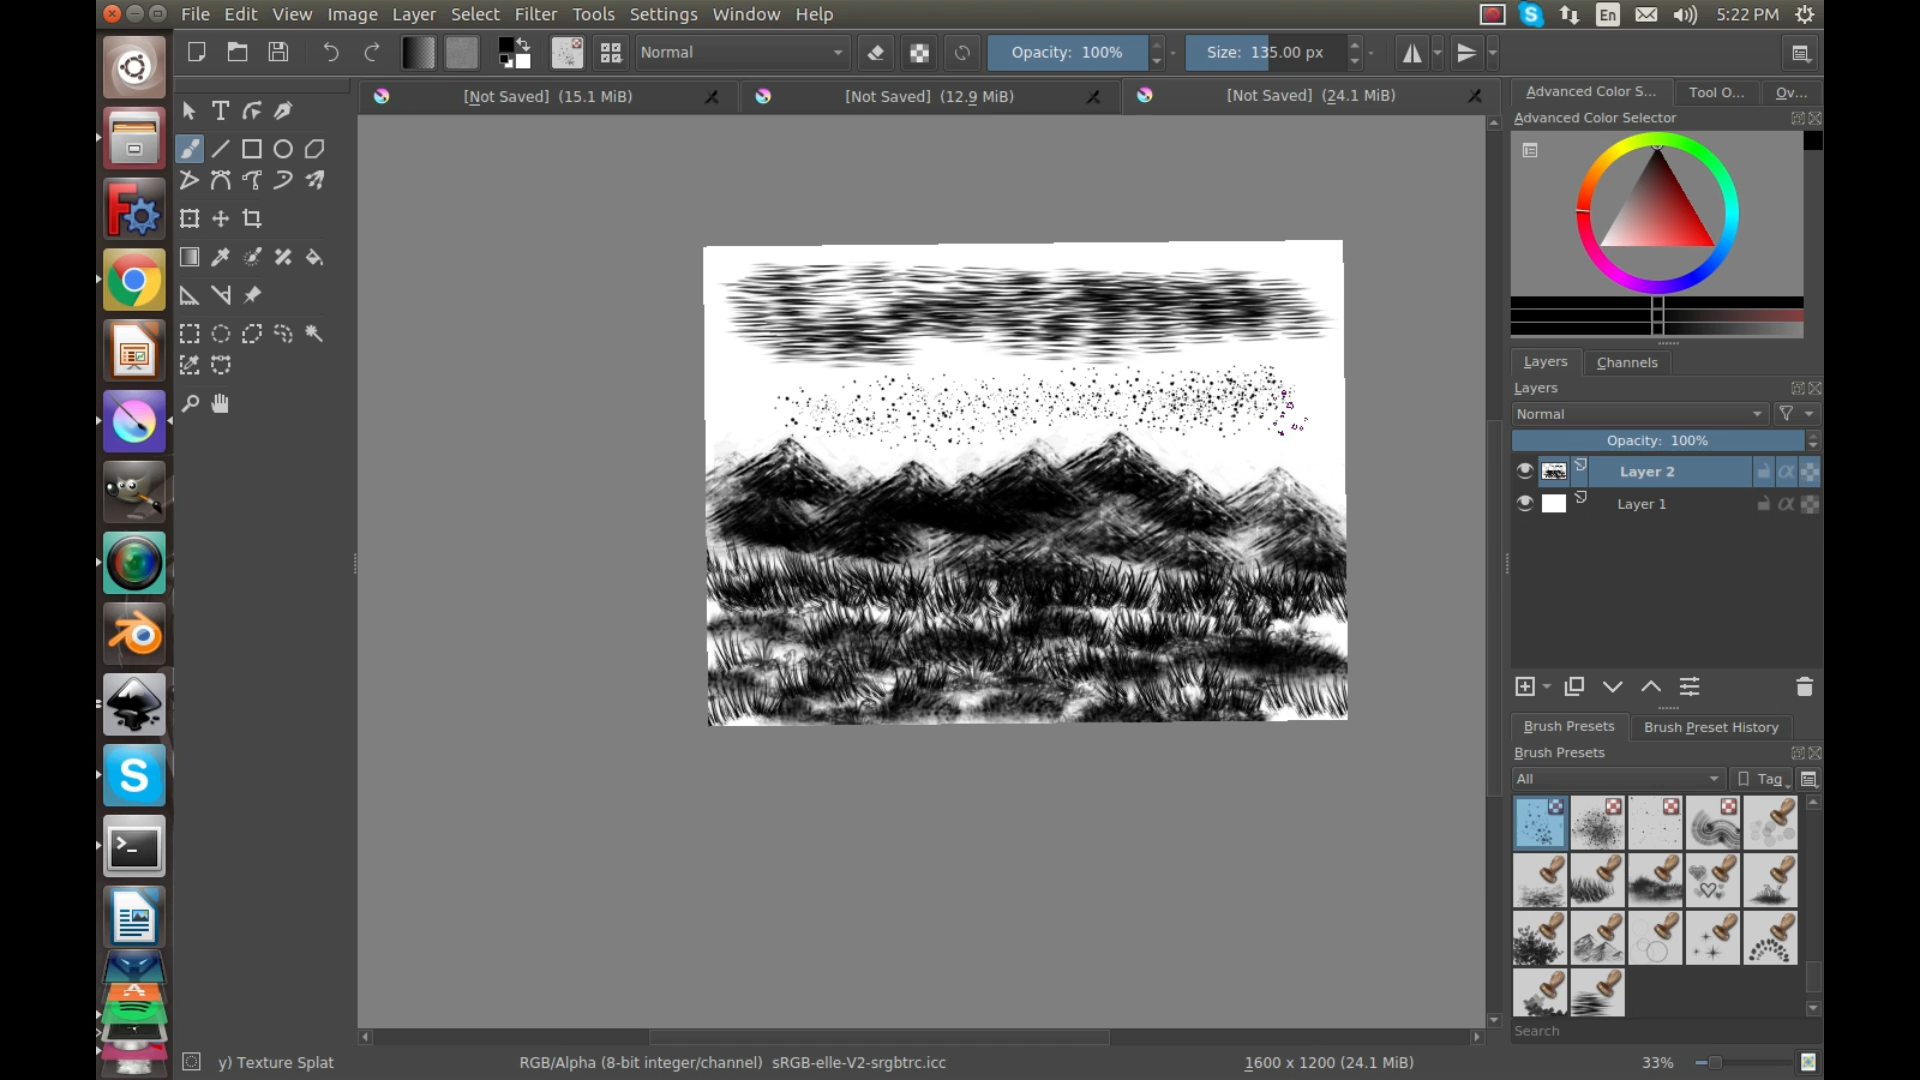 File Edit View Image Layer Select Filter Tools Settings Window Help
En 5:22 PM
Normal Opacity: 100% Size: 135.00 px
[Not Saved] (15.1 MiB) [Not Saved] (12.9 MiB) [Not Saved] (24.1 MiB)
Advanced Color S... Tool O... Ov...
Advanced Color Selector
Layers Channels
Layers
Normal
Opacity: 100%
Layer 2
Layer 1
Brush Presets Brush Preset History
Brush Presets
All Tag
Search
y) Texture Splat RGB/Alpha (8-bit integer/channel) sRGB-elle-V2-srgbtrc.icc 1600 x 1200 (24.1 MiB) 33%